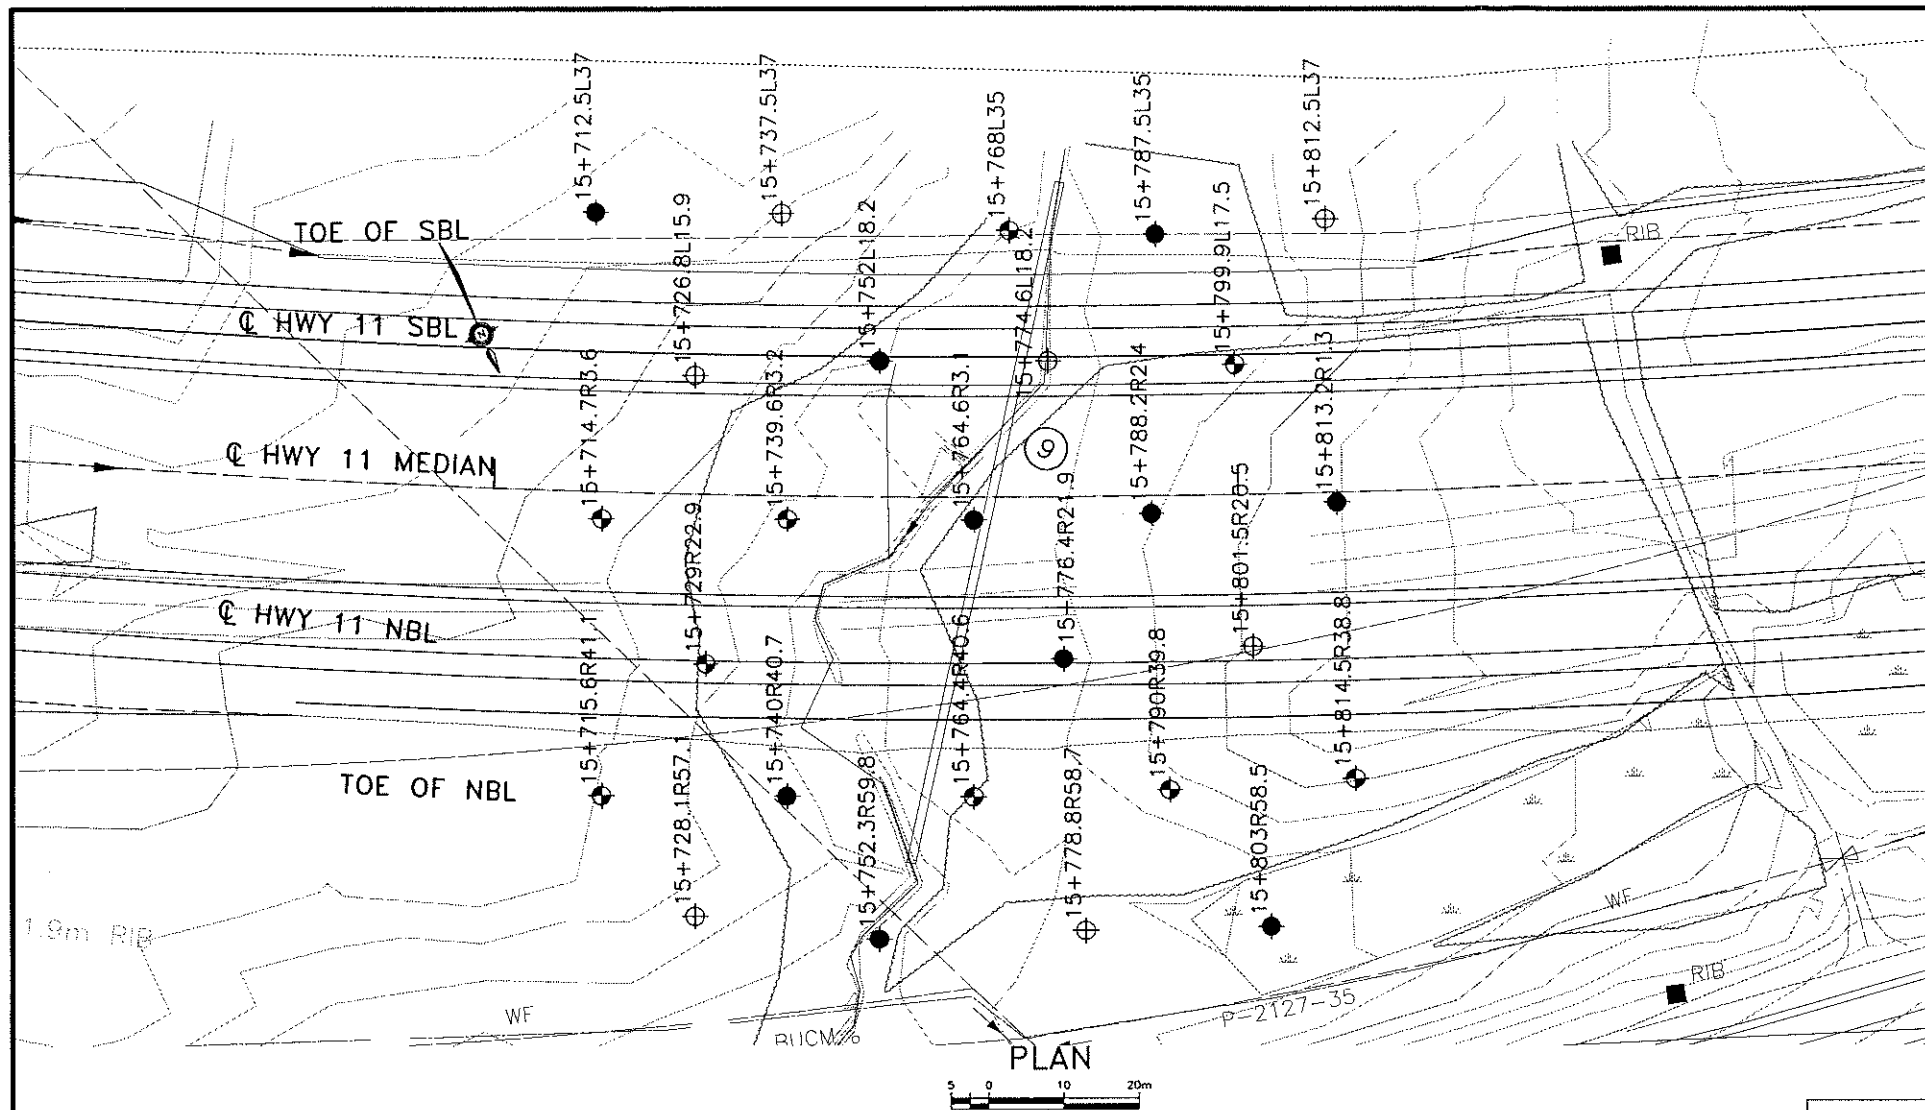 15+712.5L37
15+737.5L37
15+768L35
15+787.5L35
15+812.5L37
TOE OF SBL
15+726.8L15.9
15+752L18.2
15+774.6L18.2
15+799.9L17.5
RIB
℄ HWY 11 SBL
15+714.7R3.6
15+739.6R3.2
15+764.6R3.1
15+788.2R2.4
15+813.2R1.3
℄ HWY 11 MEDIAN
9
15+729R22.9
15+776.4R21.9
15+801.5R20.5
℄ HWY 11 NBL
15+715.6R41.1
15+740R40.7
15+764.4R40.6
15+790R39.8
15+814.5R38.8
TOE OF NBL
15+728.1R57.1
15+752.3R59.8
15+778.8R58.7
15+803R58.5
1.9m RIB
WF
RIB
WF
P-2127-35
PLAN
5 0 10 20m